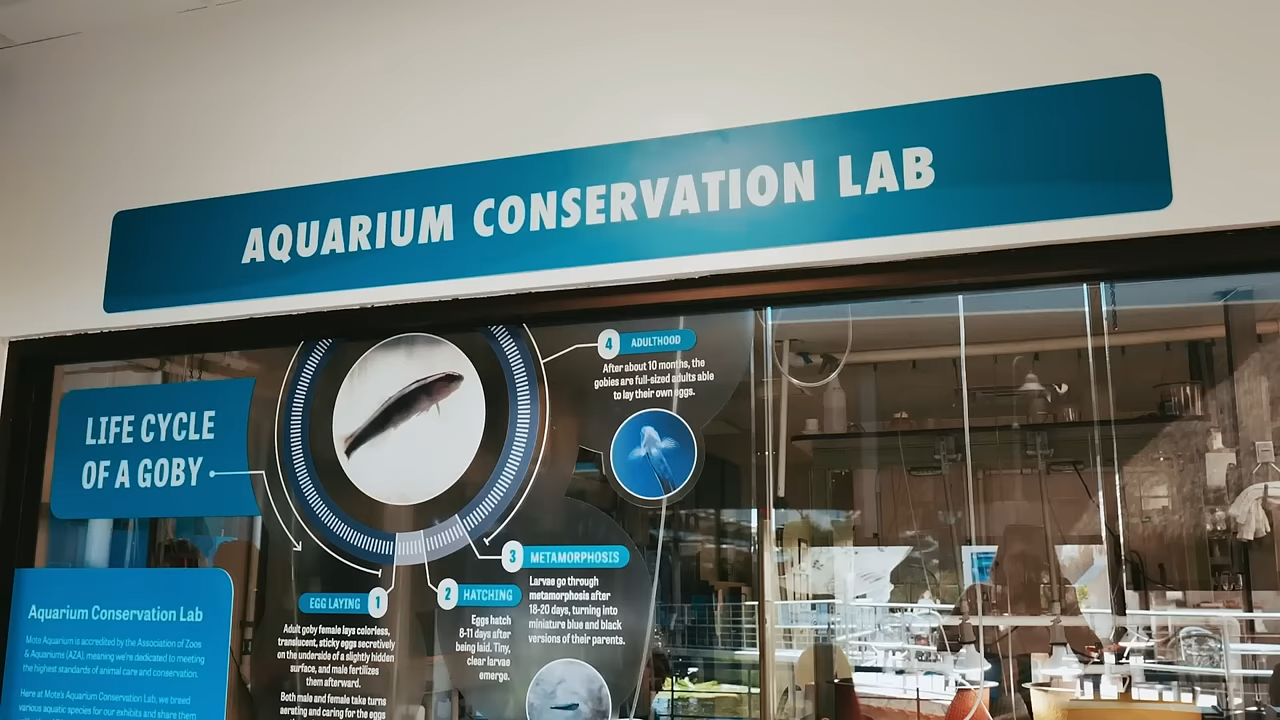 AQUARIUM CONSERVATION LAB
LIFE CYCLE
OF A GOBY
4 ADULTHOOD
After about 10 months, the
gobies are full-sized adults able
to lay their own eggs.
3 METAMORPHOSIS
Larvae go through
metamorphosis after
18-20 days, turning into
miniature blue and black
versions of their parents.
2 HATCHING
Eggs hatch
8-11 days after
being laid. Tiny,
clear larvae
emerge.
EGG LAYING 1
Adult goby female lays colorless,
translucent, sticky eggs secretively
on the underside of a slightly hidden
surface, and male fertilizes
them afterward.
Both male and female take turns
aerating and caring for the eggs
Aquarium Conservation Lab
Mote Aquarium is accredited by the Association of Zoos
& Aquariums (AZA), meaning we're dedicated to meeting
the highest standards of animal care and conservation.
Here at Mote's Aquarium Conservation Lab, we breed
various aquatic species for our exhibits and share them